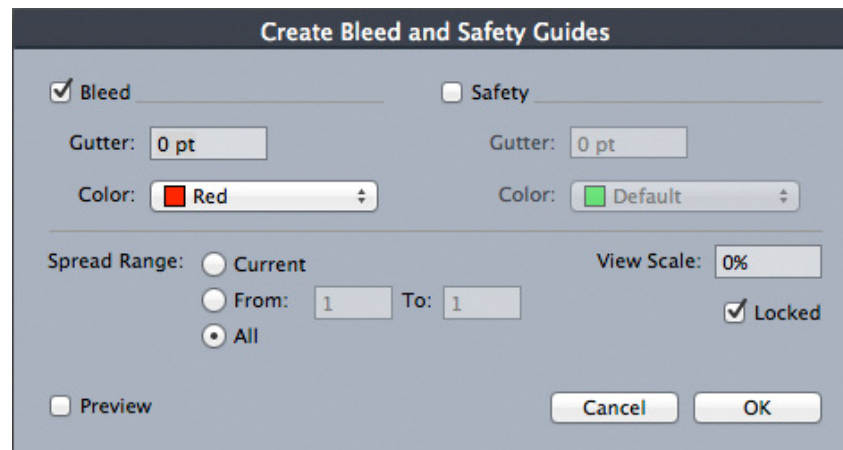 Create Bleed and Safety Guides
Bleed
Safety
Gutter: 0 pt
Gutter: 0 pt
Color: Red
Color: Default
Spread Range: Current
View Scale: 0%
From: 1 To: 1
Locked
All
Preview
Cancel
OK